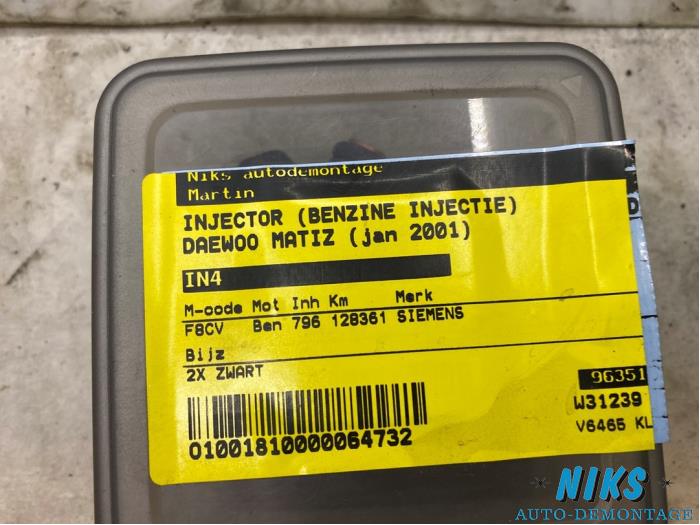 Niks autodemontage
Martin
INJECTOR (BENZINE INJECTIE)
DAEWOO MATIZ (jan 2001)
IN4
M-code Mot Inh Km Merk
F8CV Ben 796 128361 SIEMENS
Bijz
2X ZWART
96351
W31239
V6465 KL
01001810000064732
NIKS
AUTO-DEMONTAGE